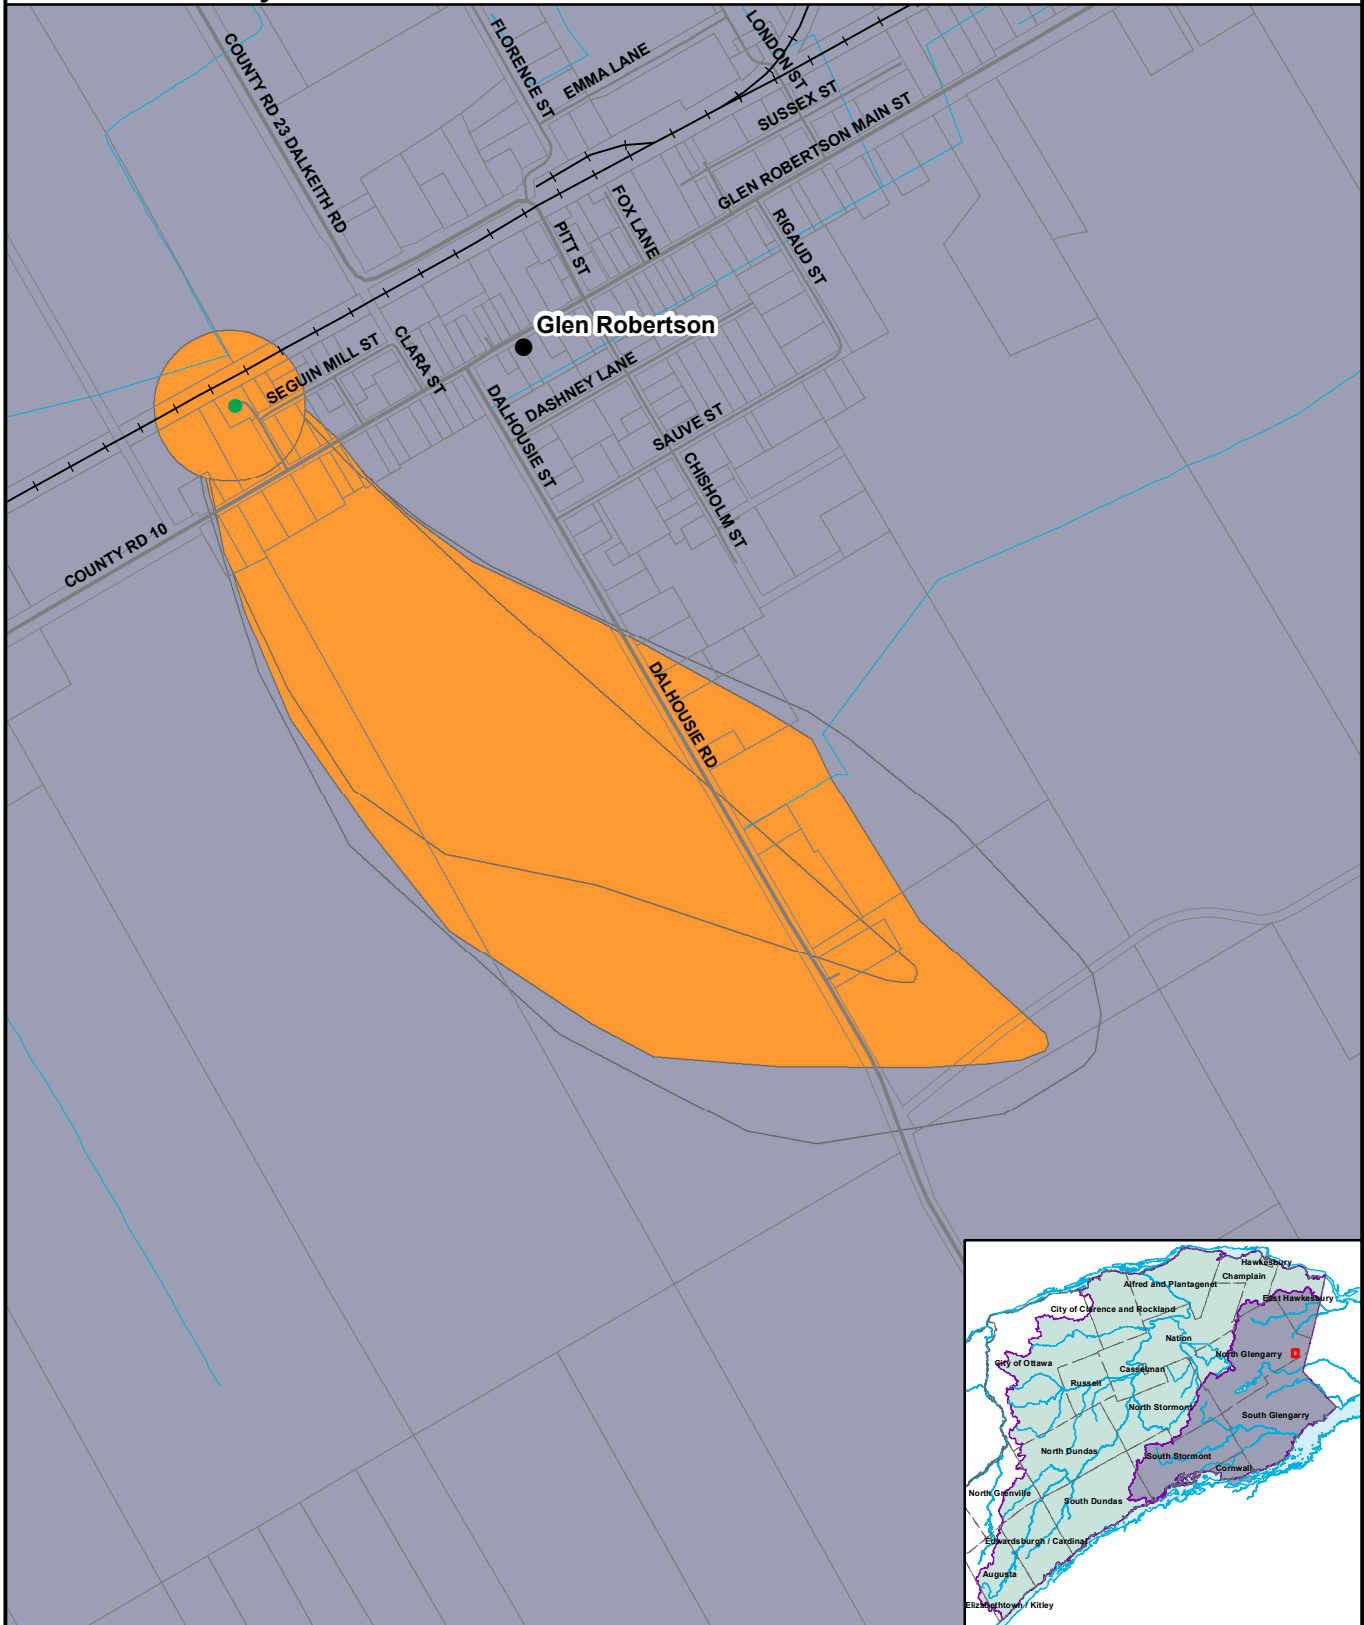 COUNTY RD 23 DALKEITH RD
FLORENCE ST
EMMA LANE
LONDON ST
SUSSEX ST
GLEN ROBERTSON MAIN ST
FOX LANE
PITT ST
RIGAUD ST
Glen Robertson
SEGUIN MILL ST
CLARA ST
DASHNEY LANE
DALHOUSIE ST
SAUVE ST
CHISHOLM ST
COUNTY RD 10
DALHOUSIE RD
Hawkesbury
Champlain
Alfred and Plantagenet
East Hawkesbury
City of Clarence and Rockland
Nation
North Glengarry
City of Ottawa
Casselman
Russell
North Stormont
South Glengarry
North Dundas
South Stormont
Cornwall
North Grenville
South Dundas
Edwardsburgh / Cardinal
Augusta
Elizabethtown / Kitley